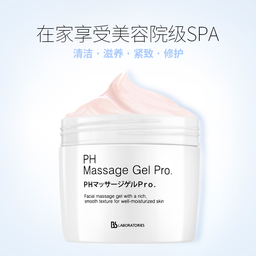 在家享受美容院级SPA
清洁·滋养·紧致·修护
PH
Massage Gel Pro.
PHマッサージゲルPro.
Facial massage gel with a rich,
smooth texture for well-moisturized skin
Bb LABORATORIES